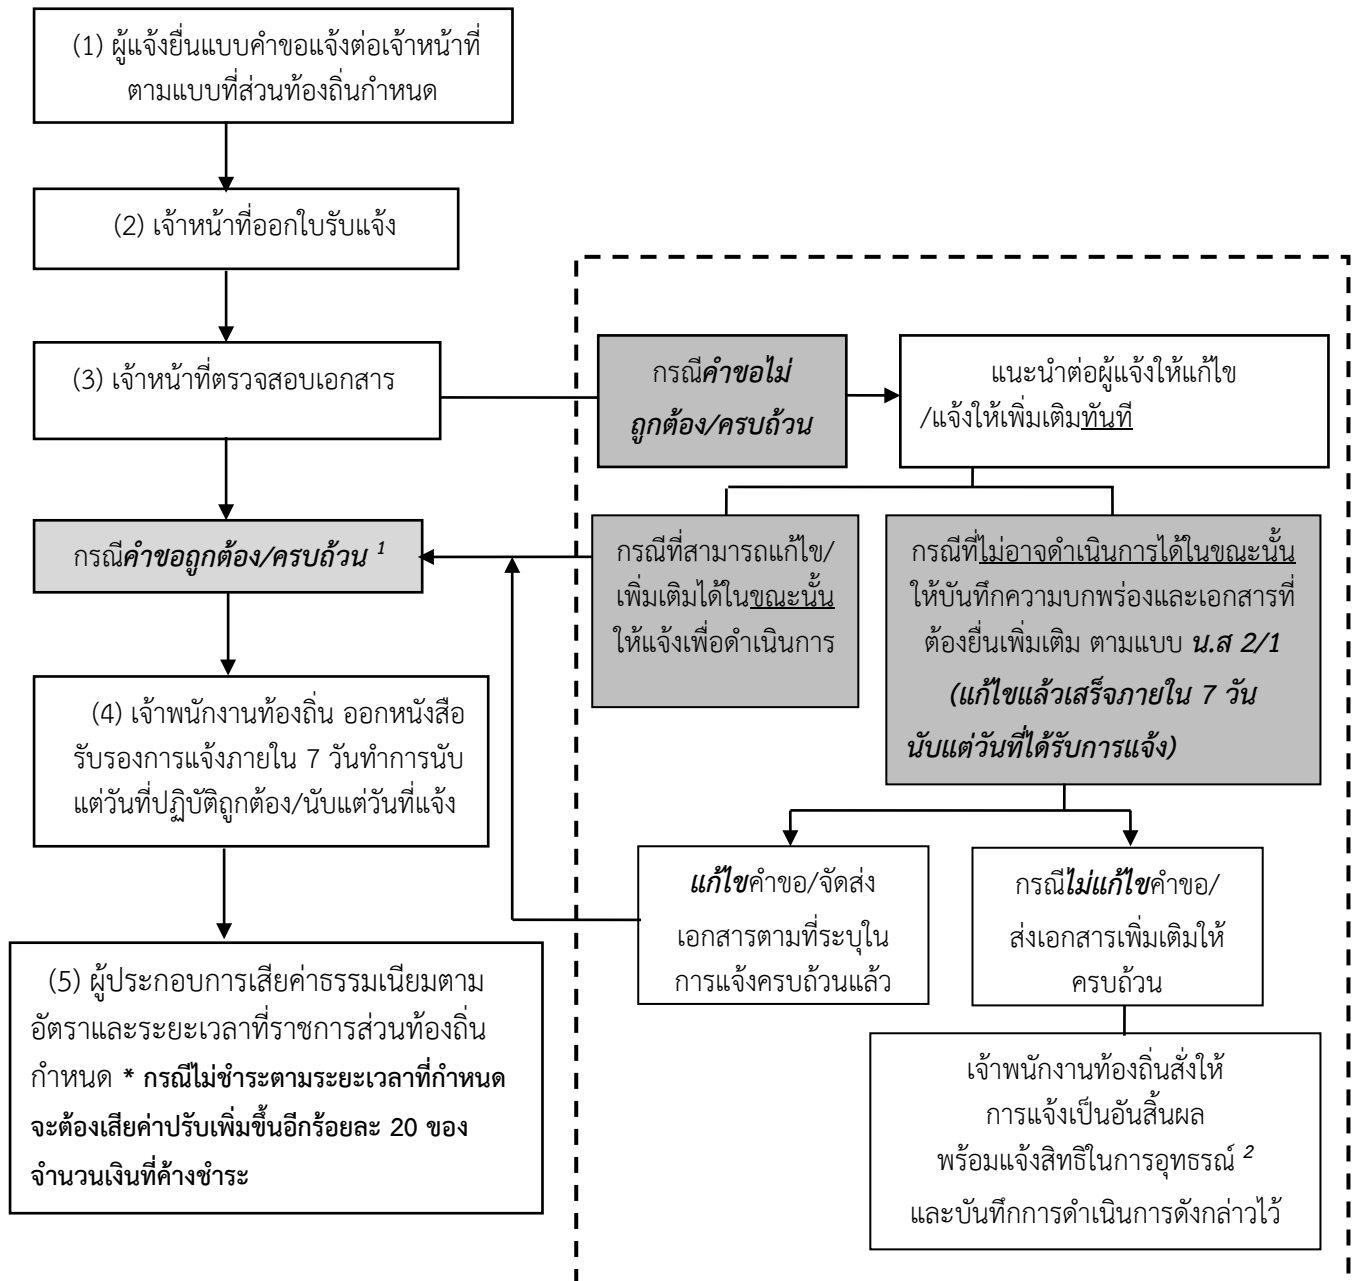 (1) ผู้แจ้งยื่นแบบคำขอแจ้งต่อเจ้าหน้าที่
ตามแบบที่ส่วนท้องถิ่นกำหนด
(2) เจ้าหน้าที่ออกใบรับแจ้ง
(3) เจ้าหน้าที่ตรวจสอบเอกสาร
กรณีคำขอไม่
ถูกต้อง/ครบถ้วน
แนะนำต่อผู้แจ้งให้แก้ไข
/แจ้งให้เพิ่มเติมทันที
กรณีคำขอถูกต้อง/ครบถ้วน 1
กรณีที่สามารถแก้ไข/
เพิ่มเติมได้ในขณะนั้น
ให้แจ้งเพื่อดำเนินการ
กรณีที่ไม่อาจดำเนินการได้ในขณะนั้น
ให้บันทึกความบกพร่องและเอกสารที่
ต้องยื่นเพิ่มเติม ตามแบบ น.ส 2/1
(แก้ไขแล้วเสร็จภายใน 7 วัน
นับแต่วันที่ได้รับการแจ้ง)
(4) เจ้าพนักงานท้องถิ่น ออกหนังสือ
รับรองการแจ้งภายใน 7 วันทำการนับ
แต่วันที่ปฏิบัติถูกต้อง/นับแต่วันที่แจ้ง
แก้ไขคำขอ/จัดส่ง
เอกสารตามที่ระบุใน
การแจ้งครบถ้วนแล้ว
กรณีไม่แก้ไขคำขอ/
ส่งเอกสารเพิ่มเติมให้
ครบถ้วน
(5) ผู้ประกอบการเสียค่าธรรมเนียมตาม
อัตราและระยะเวลาที่ราชการส่วนท้องถิ่น
กำหนด * กรณีไม่ชำระตามระยะเวลาที่กำหนด
จะต้องเสียค่าปรับเพิ่มขึ้นอีกร้อยละ 20 ของ
จำนวนเงินที่ค้างชำระ
เจ้าพนักงานท้องถิ่นสั่งให้
การแจ้งเป็นอันสิ้นผล
พร้อมแจ้งสิทธิในการอุทธรณ์ 2
และบันทึกการดำเนินการดังกล่าวไว้